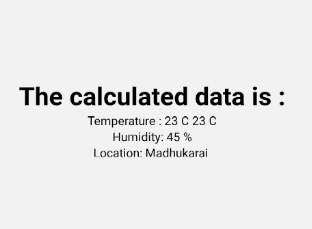 The calculated data is :
Temperature : 23 C 23 C
Humidity: 45 %
Location: Madhukarai